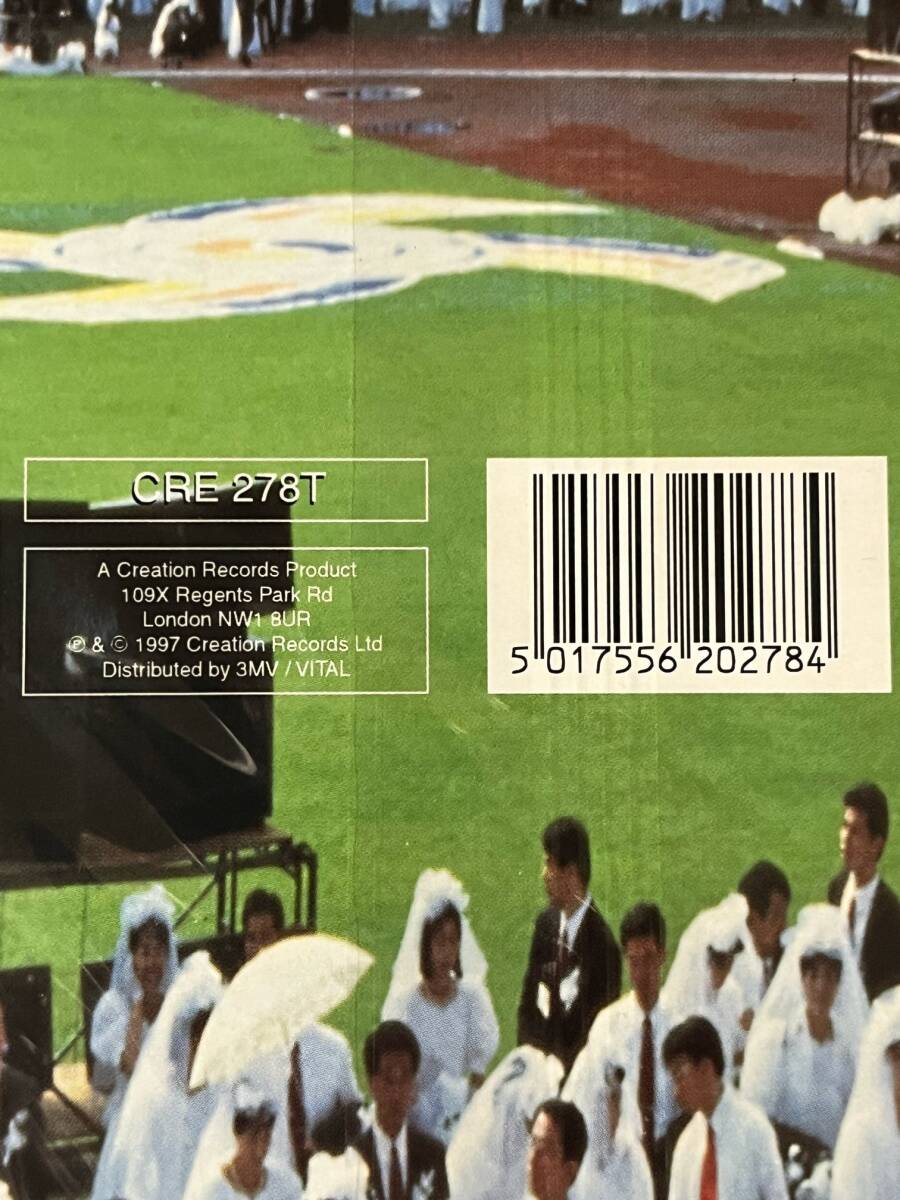 CRE 278T
A Creation Records Product
109X Regents Park Rd
London NW1 8UR
℗ & © 1997 Creation Records Ltd
Distributed by 3MV / VITAL
5 017556 202784